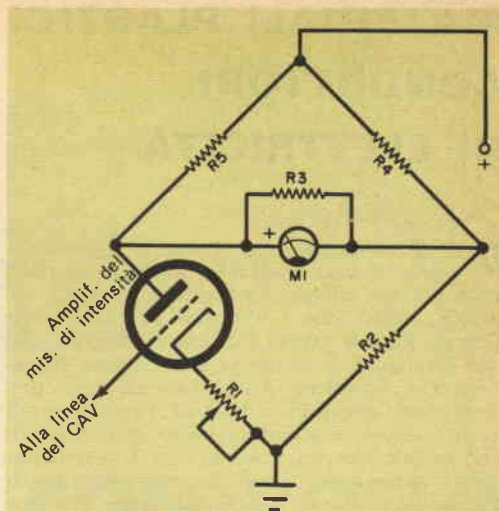 R5
R4
+
R3
+
M1
Amplif. del
mis. di intensità
R2
R1
Alla linea
del CAV